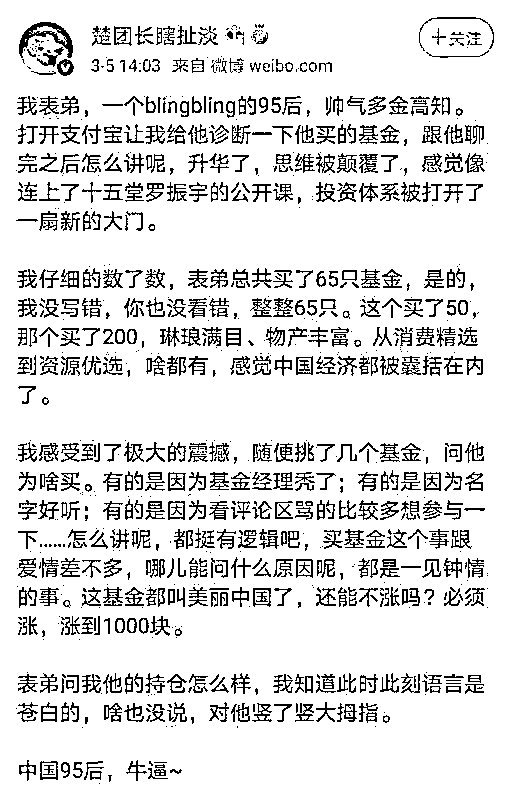 楚团长瞎扯淡
3-5 14:03 来自 微博 weibo.com
+关注
我表弟，一个blingbling的95后，帅气多金高知。
打开支付宝让我给他诊断一下他买的基金，跟他聊
完之后怎么讲呢，升华了，思维被颠覆了，感觉像
连上了十五堂罗振宇的公开课，投资体系被打开了
一扇新的大门。
我仔细的数了数，表弟总共买了65只基金，是的，
我没写错，你也没看错，整整65只。这个买了50，
那个买了200，琳琅满目、物产丰富。从消费精选
到资源优选，啥都有，感觉中国经济都被囊括在内
了。
我感受到了极大的震撼，随便挑了几个基金，问他
为啥买。有的是因为基金经理秃了；有的是因为名
字好听；有的是因为看评论区骂的比较多想参与一
下......怎么讲呢，都挺有逻辑吧，买基金这个事跟
爱情差不多，哪儿能问什么原因呢，都是一见钟情
的事。这基金都叫美丽中国了，还能不涨吗？必须
涨，涨到1000块。
表弟问我他的持仓怎么样，我知道此时此刻语言是
苍白的，啥也没说，对他竖了竖大拇指。
中国95后，牛逼~